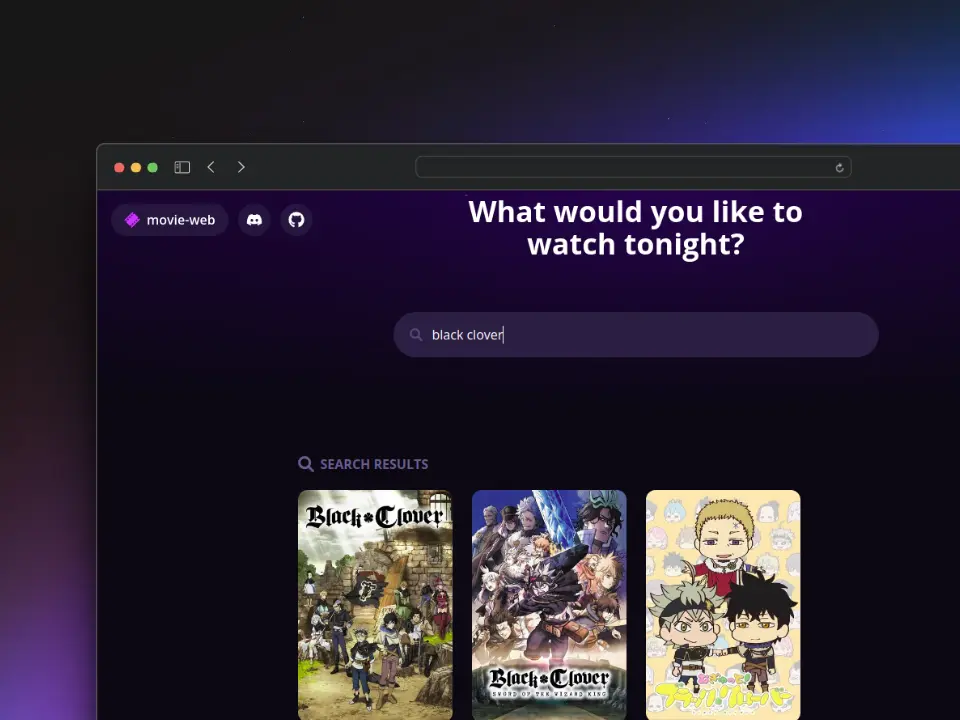 movie-web
What would you like to
watch tonight?
black clover
SEARCH RESULTS
Black Clover
Black Clover
SWORD OF THE WIZARD KING